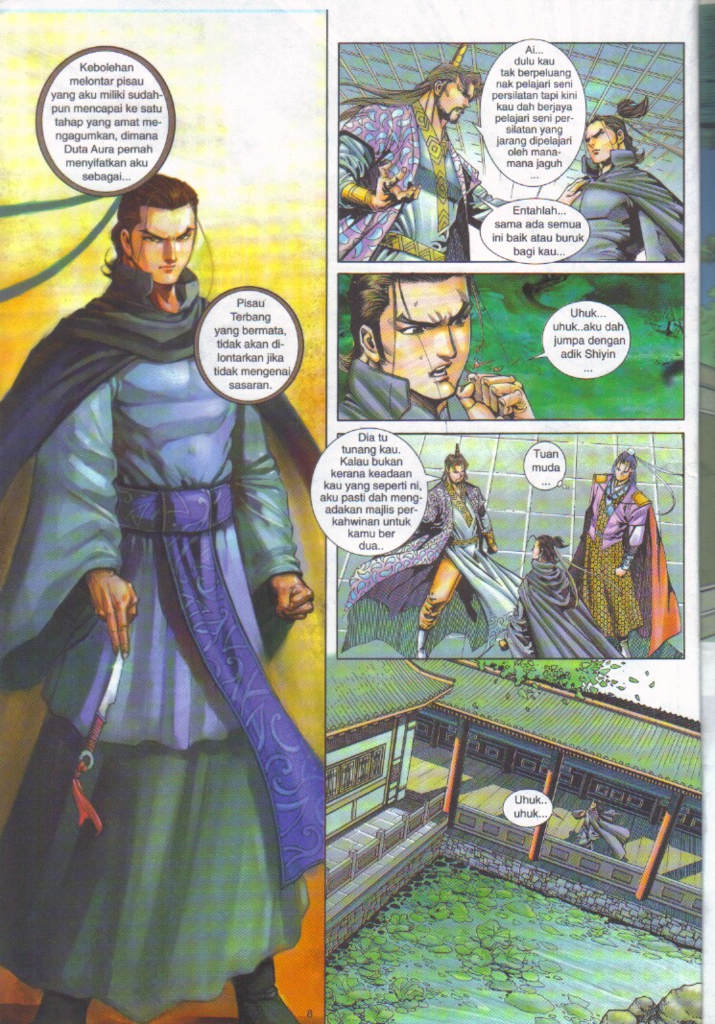 Kebolehan
melontar pisau
yang aku miliki sudah-
pun mencapai ke satu
tahap yang amat me-
ngagumkan, dimana
Duta Aura pernah
menyifatkan aku
sebagai...
Pisau
Terbang
yang bermata,
tidak akan di-
lontarkan jika
tidak mengenai
sasaran.
Ai...
dulu kau
tak berpeluang
nak pelajari seni
persilatan tapi kini
kau dah berjaya
pelajari seni per-
silatan yang
jarang dipelajari
oleh mana-
mana jaguh
...
Entahlah...
sama ada semua
ini baik atau buruk
bagi kau...
Uhuk...
uhuk..aku dah
jumpa dengan
adik Shiyin
...
Dia tu
tunang kau.
Kalau bukan
kerana keadaan
kau yang seperti ni,
aku pasti dah meng-
adakan majlis per-
kahwinan untuk
kamu ber
dua..
Tuan
muda
...
Uhuk..
uhuk...
8